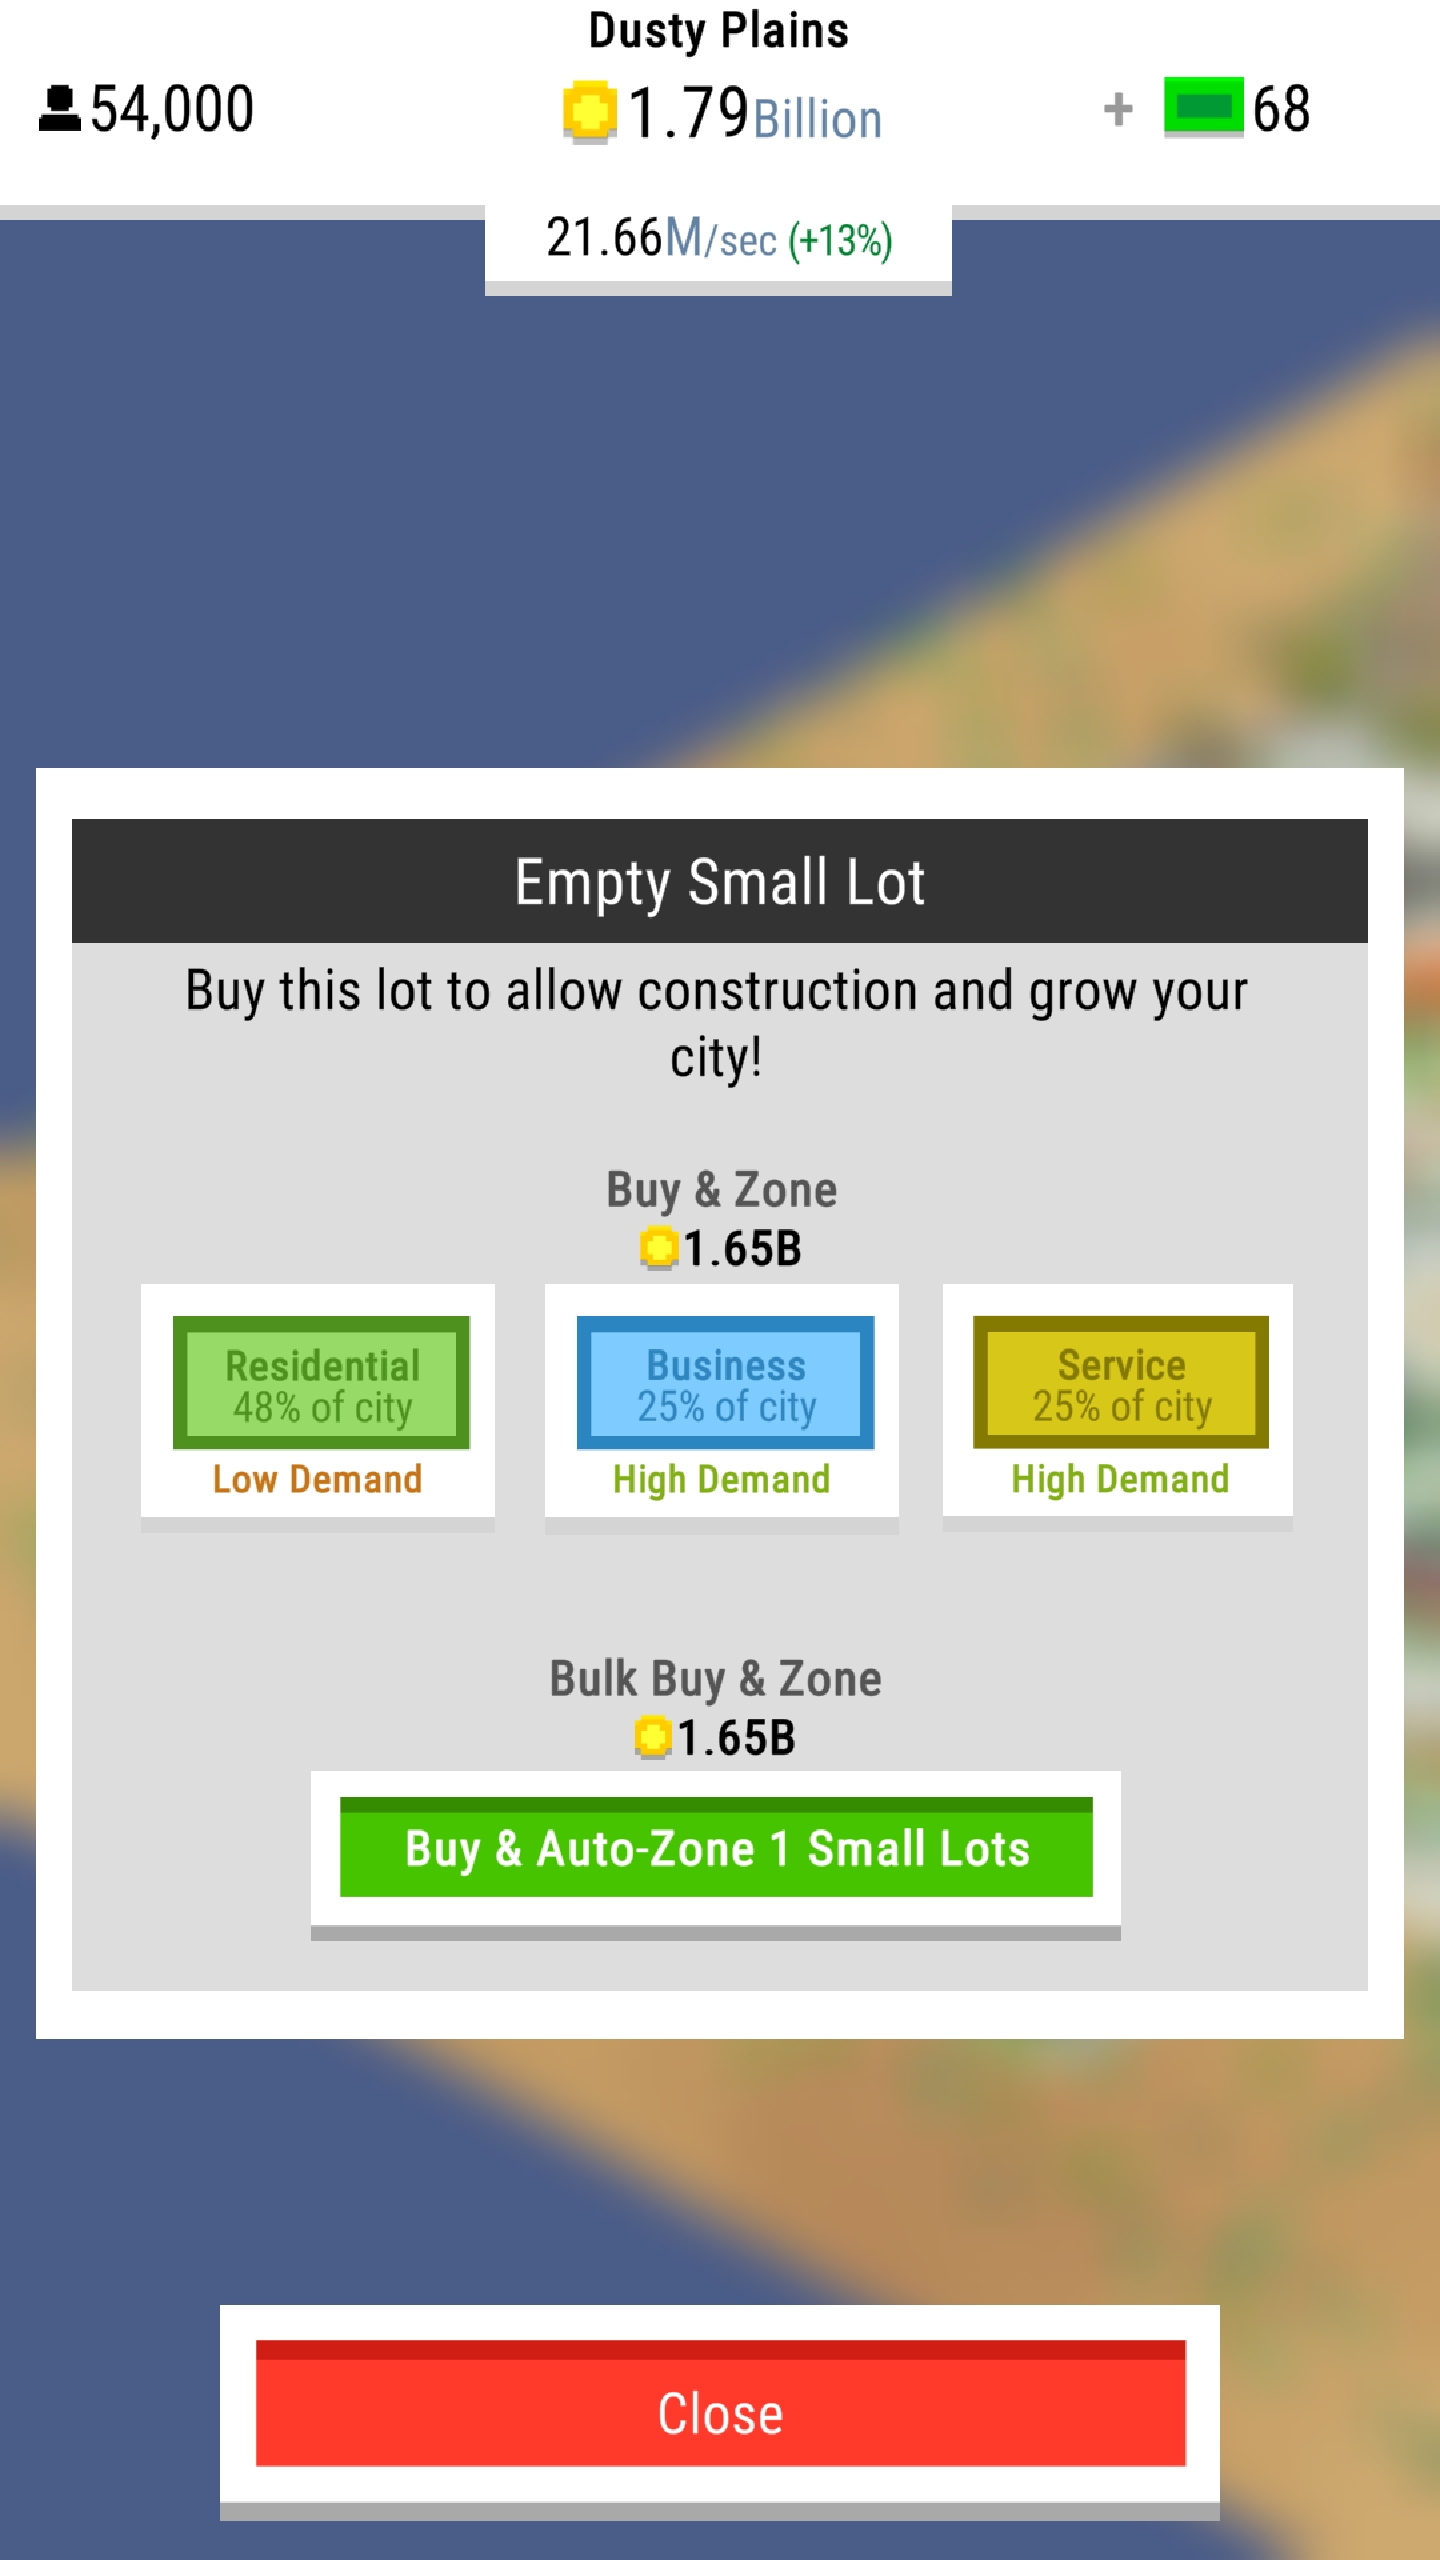 Dusty Plains
54,000
1.79Billion
+ 68
21.66M/sec (+13%)
Empty Small Lot
Buy this lot to allow construction and grow your
city!
Buy & Zone
1.65B
Residential
48% of city
Low Demand
Business
25% of city
High Demand
Service
25% of city
High Demand
Bulk Buy & Zone
1.65B
Buy & Auto-Zone 1 Small Lots
Close